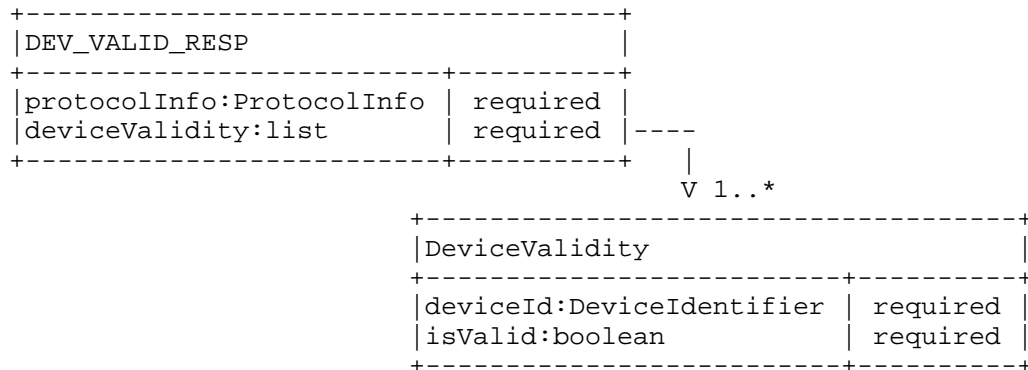 +-------------------------------------+
|DEV_VALID_RESP                       |
+--------------------------+----------+
|protocolInfo:ProtocolInfo | required |
|deviceValidity:list       | required |----
+--------------------------+----------+   |
                                          V 1..*
                         +-------------------------------------+
                         |DeviceValidity                       |
                         +--------------------------+----------+
                         |deviceId:DeviceIdentifier | required |
                         |isValid:boolean           | required |
                         +--------------------------+----------+